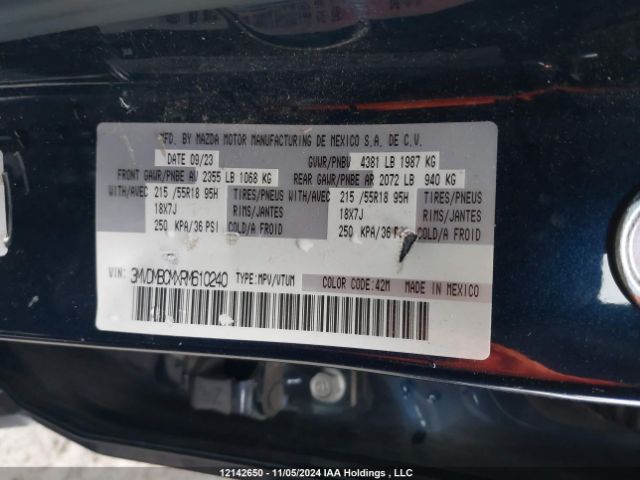 MFG. BY MAZDA MOTOR MANUFACTURING DE MEXICO S.A. DE C.V.
DATE 09/23 GVWR/PNBV 4381 LB 1987 KG
FRONT GAWR/PNBE AV 2355 LB 1068 KG REAR GAWR/PNBE AR 2072 LB 940 KG
WITH/AVEC 215 /55R18 95H TIRES/PNEUS WITH/AVEC 215 /55R18 95H TIRES/PNEUS
18X7J RIMS/JANTES 18X7J RIMS/JANTES
250 KPA/36 PSI COLD/A FROID 250 KPA/36 COLD/A FROID
VIN: 3MVDMBCMXRM610240 TYPE: MPV/VTUM COLOR CODE: 42M MADE IN MEXICO
12142650 - 11/05/2024 IAA Holdings , LLC